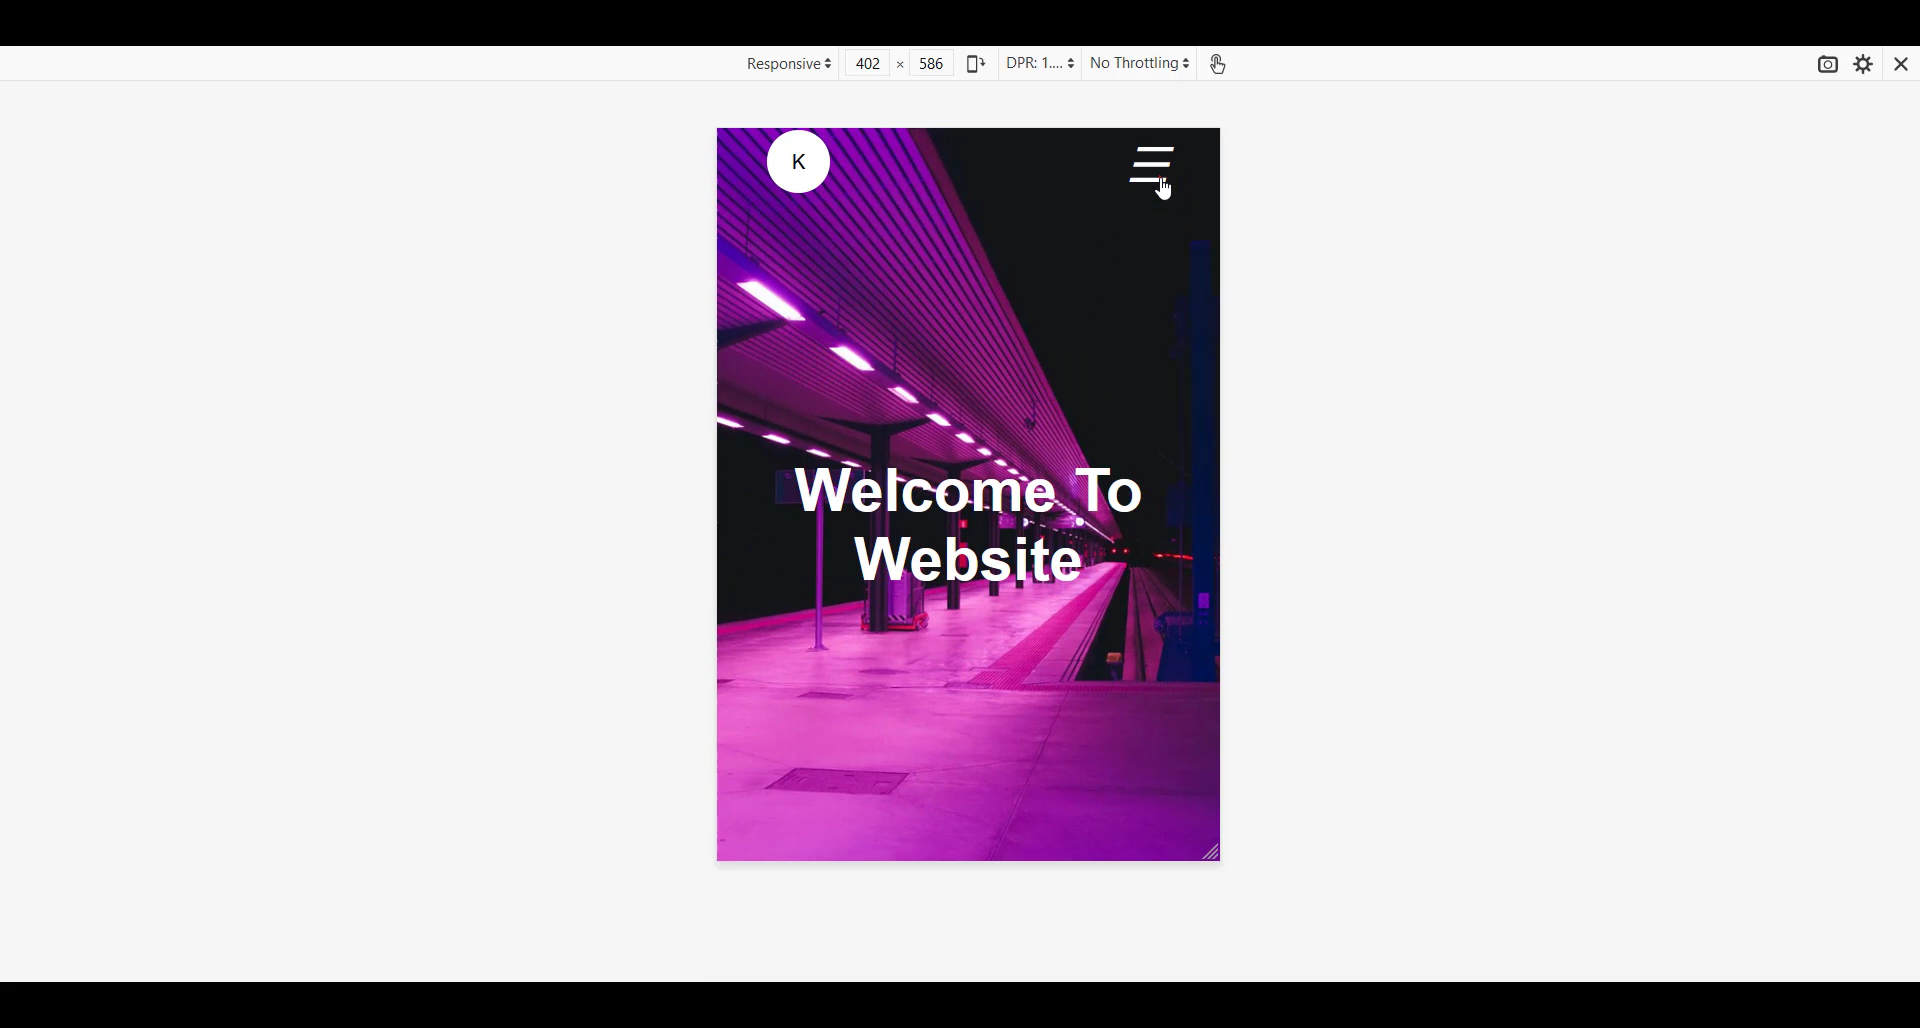 Responsive 402 × 586 DPR: 1.... No Throttling
K
Welcome To
Website